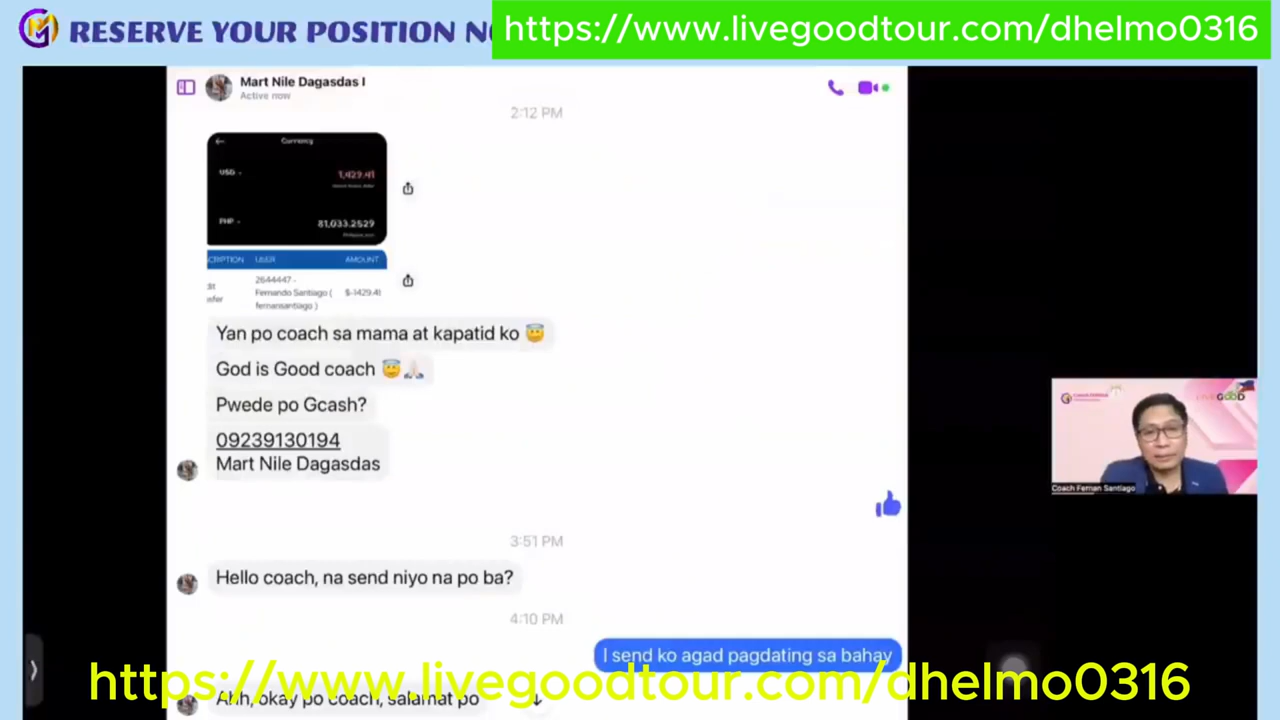 RESERVE YOUR POSITION
https://www.livegoodtour.com/dhelmo0316
Mart Nile Dagasdas I
Active now
2:12 PM
Currency
USD
1,429.41
PHP
81,033.2529
USER
AMOUNT
2644447 -
Fernando Santiago (
$-1429.41
fernansantiago )
Yan po coach sa mama at kapatid ko 😇
God is Good coach 😇🙏🏻
Pwede po Gcash?
09239130194
Mart Nile Dagasdas
3:51 PM
Hello coach, na send niyo na po ba?
4:10 PM
I send ko agad pagdating sa bahay
Ahh, okay po coach, salamat po
https://www.livegoodtour.com/dhelmo0316
LIVEGOOD
Coach Fernan Santiago